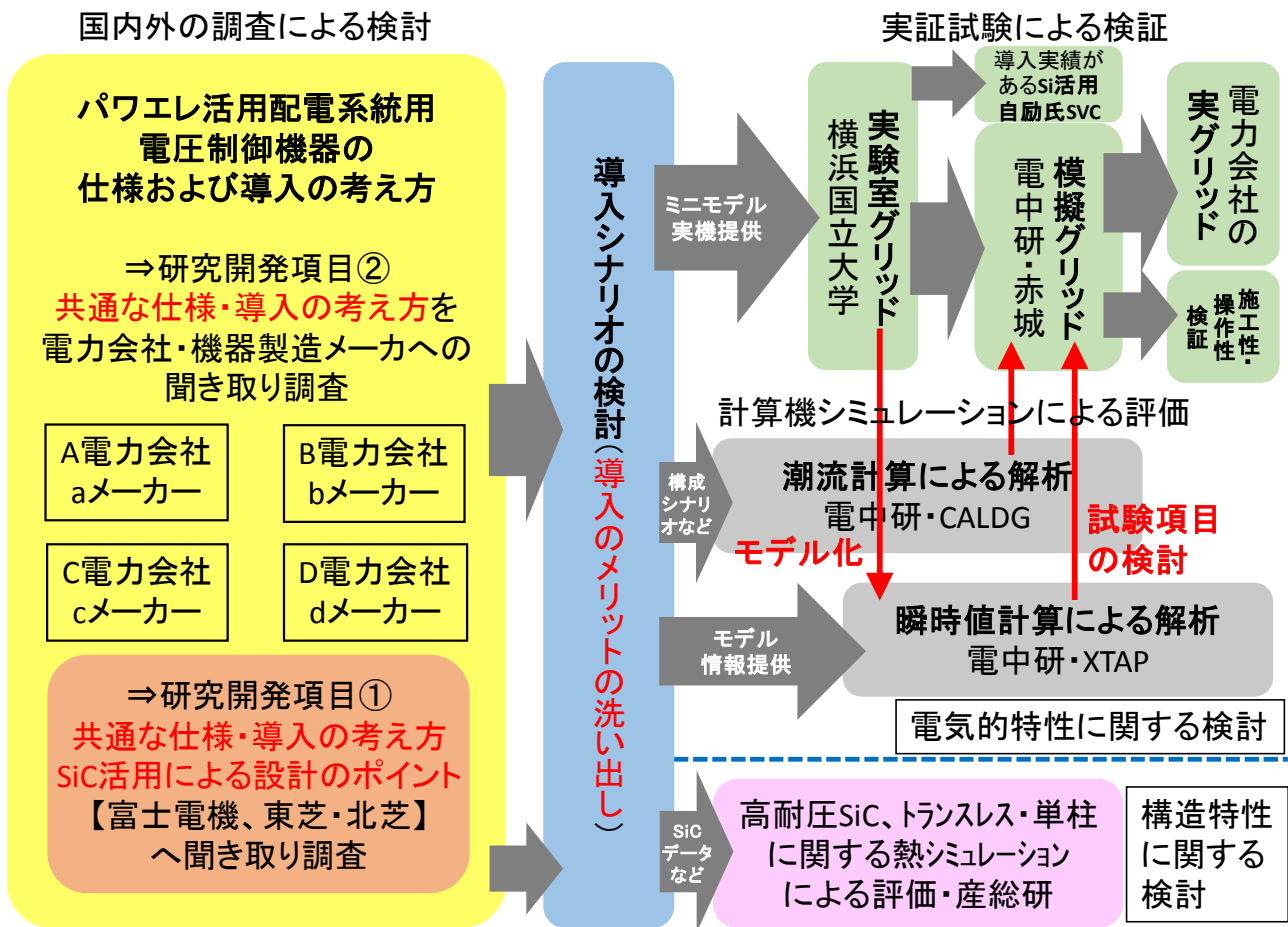 国内外の調査による検討
パワエレ活用配電系統用
電圧制御機器の
仕様および導入の考え方
⇒研究開発項目②
共通な仕様・導入の考え方を
電力会社・機器製造メーカへの
聞き取り調査
A電力会社
aメーカー
B電力会社
bメーカー
C電力会社
cメーカー
D電力会社
dメーカー
⇒研究開発項目①
共通な仕様・導入の考え方
SiC活用による設計のポイント
【富士電機、東芝・北芝】
へ聞き取り調査
導入シナリオの検討(導入のメリットの洗い出し)
実証試験による検証
ミニモデル
実機提供
実験室グリッド
横浜国立大学
導入実績が
あるSi活用
自励氏SVC
模擬グリッド
電中研・赤城
電力会社の
実グリッド
施工性・
操作性
検証
計算機シミュレーションによる評価
構成
シナリ
オなど
潮流計算による解析
電中研・CALDG
モデル化
試験項目
の検討
モデル
情報提供
瞬時値計算による解析
電中研・XTAP
電気的特性に関する検討
SiC
データ
など
高耐圧SiC、トランスレス・単柱
に関する熱シミュレーション
による評価・産総研
構造特性
に関する
検討